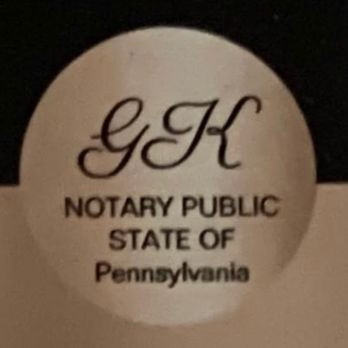 GK
NOTARY PUBLIC
STATE OF
Pennsylvania